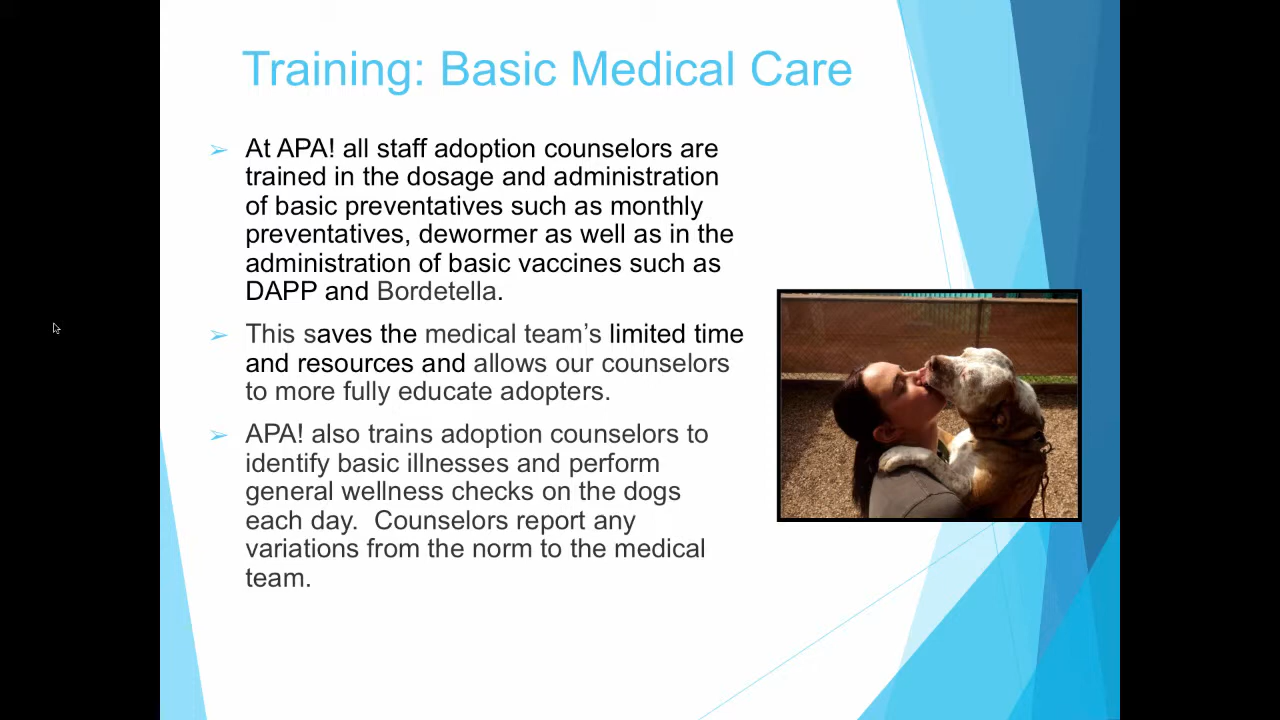 Training: Basic Medical Care
➢ At APA! all staff adoption counselors are
trained in the dosage and administration
of basic preventatives such as monthly
preventatives, dewormer as well as in the
administration of basic vaccines such as
DAPP and Bordetella.
➢ This saves the medical team’s limited time
and resources and allows our counselors
to more fully educate adopters.
➢ APA! also trains adoption counselors to
identify basic illnesses and perform
general wellness checks on the dogs
each day.  Counselors report any
variations from the norm to the medical
team.